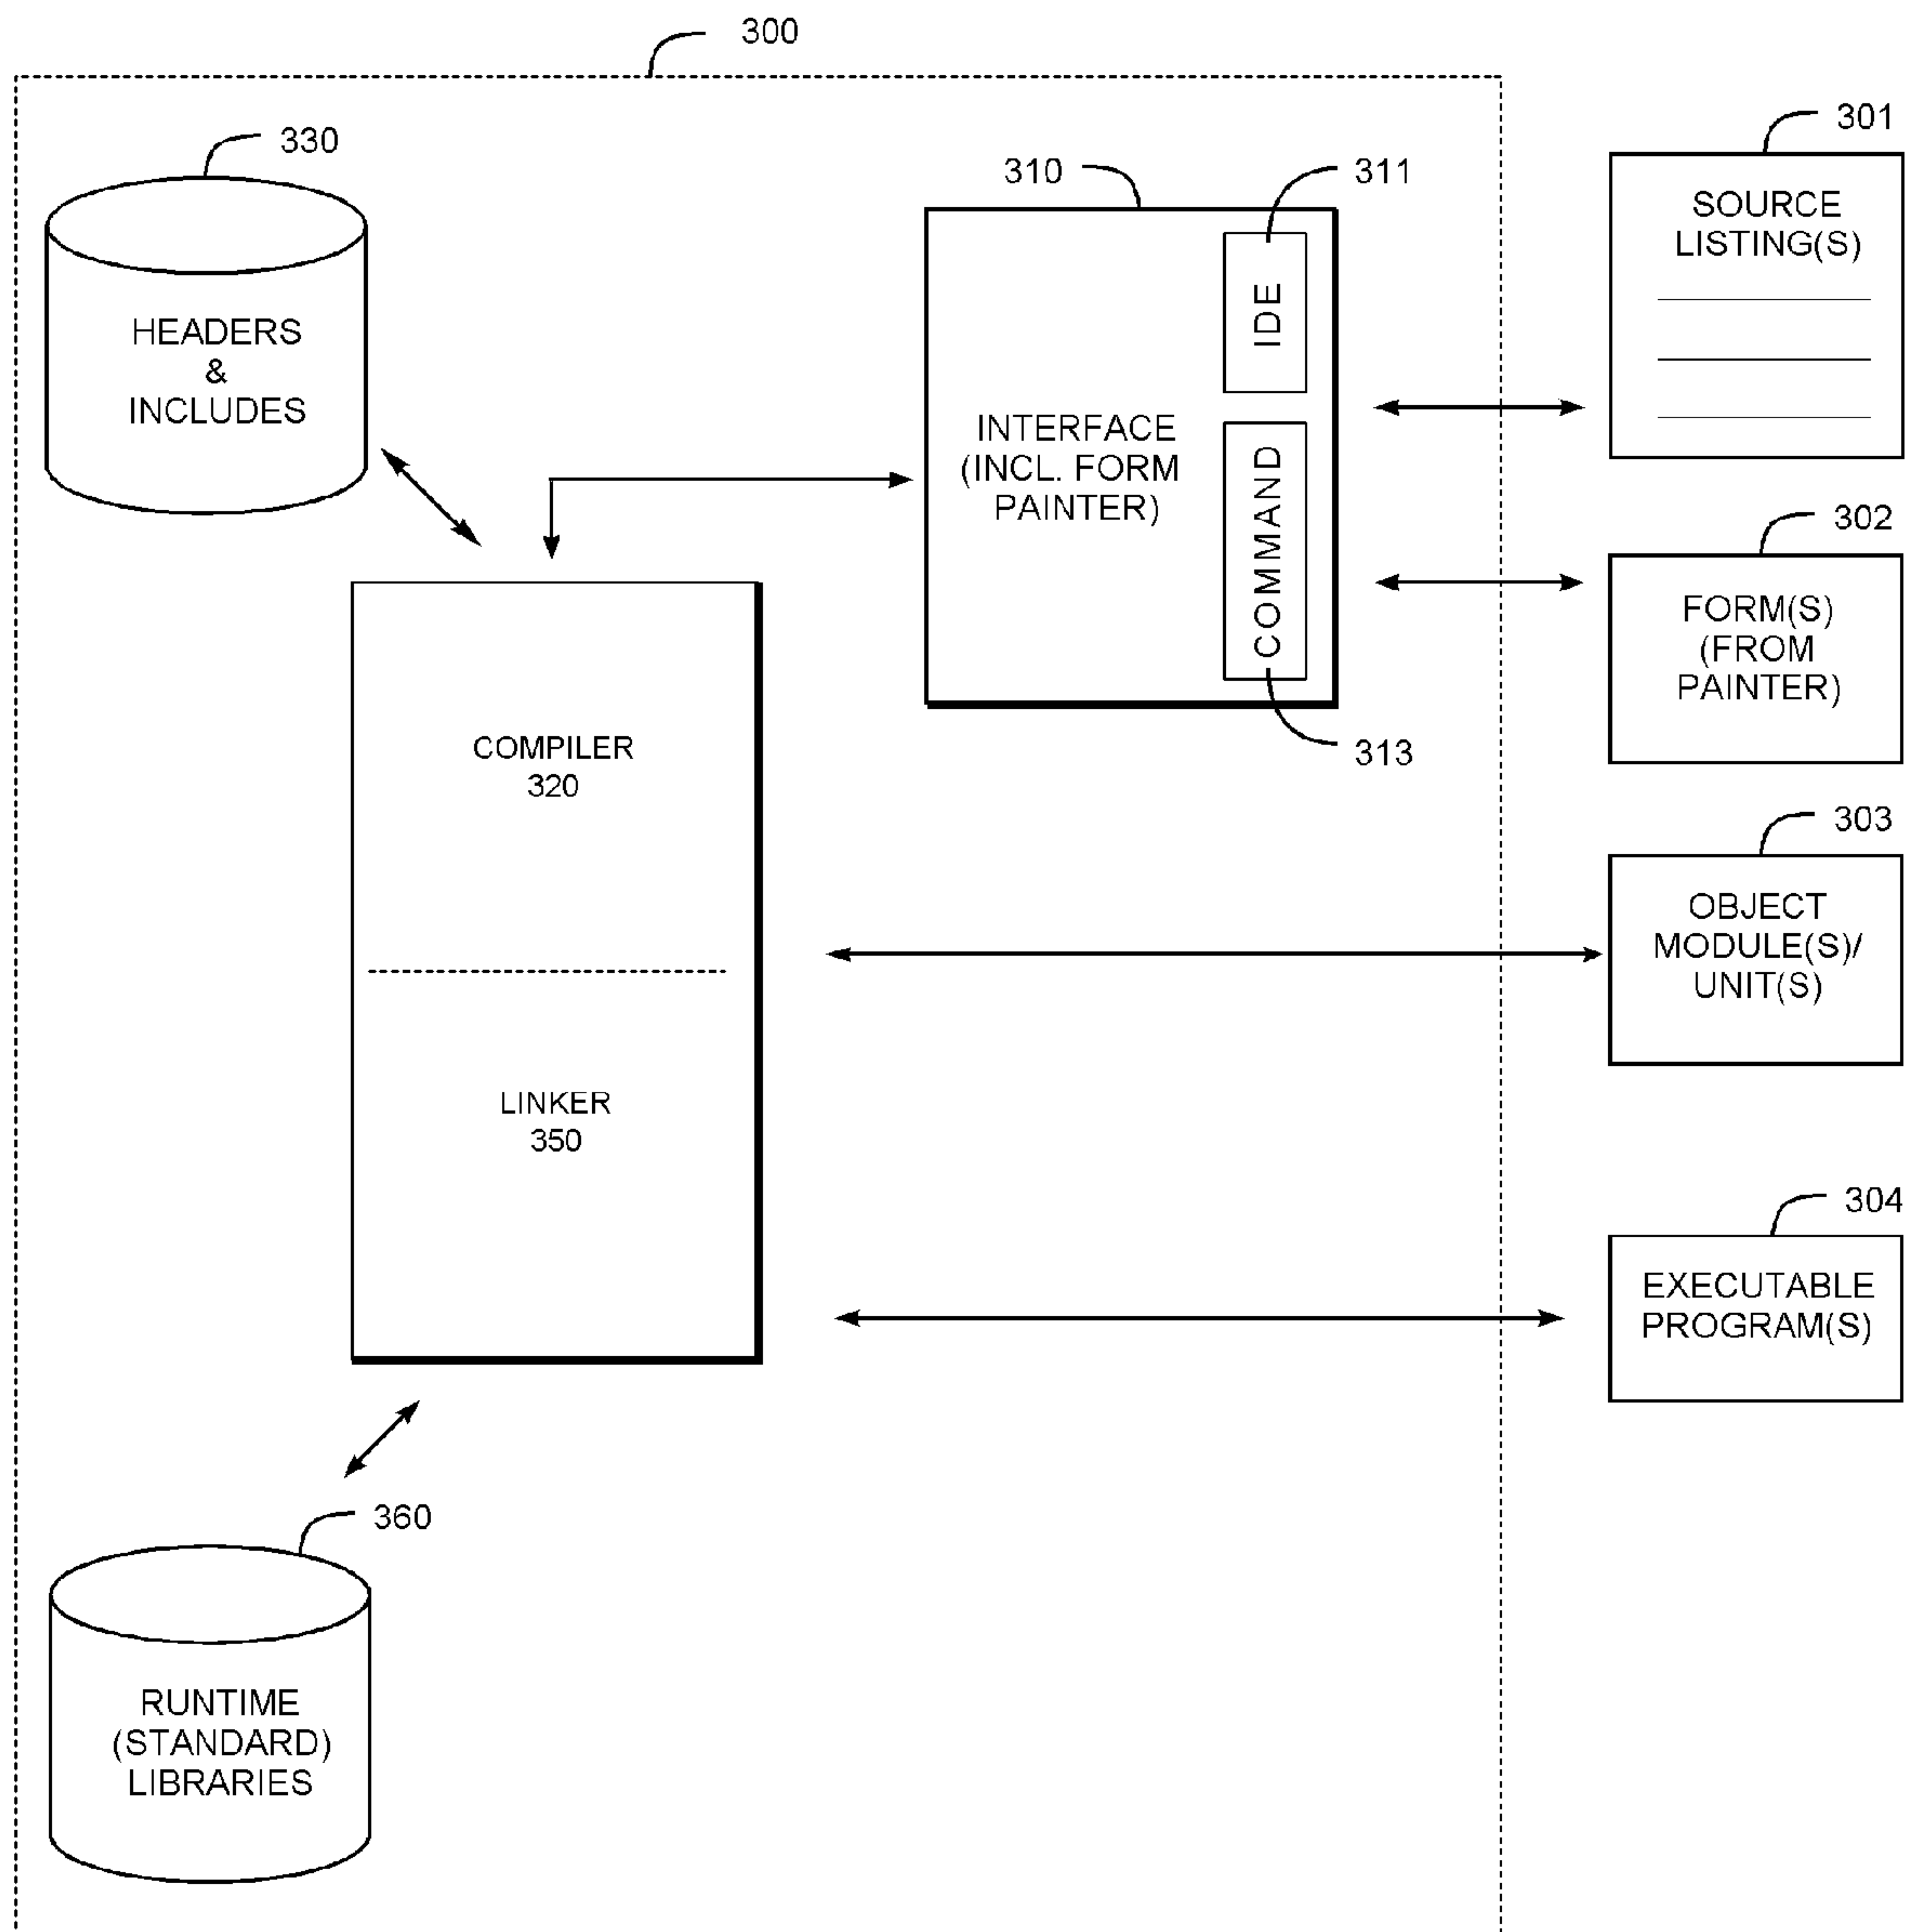 300
330
HEADERS
&
INCLUDES
310
311
IDE
INTERFACE
(INCL. FORM
PAINTER)
COMMAND
313
301
SOURCE
LISTING(S)
302
FORM(S)
(FROM
PAINTER)
COMPILER
320
303
OBJECT
MODULE(S)/
UNIT(S)
LINKER
350
304
EXECUTABLE
PROGRAM(S)
360
RUNTIME
(STANDARD)
LIBRARIES